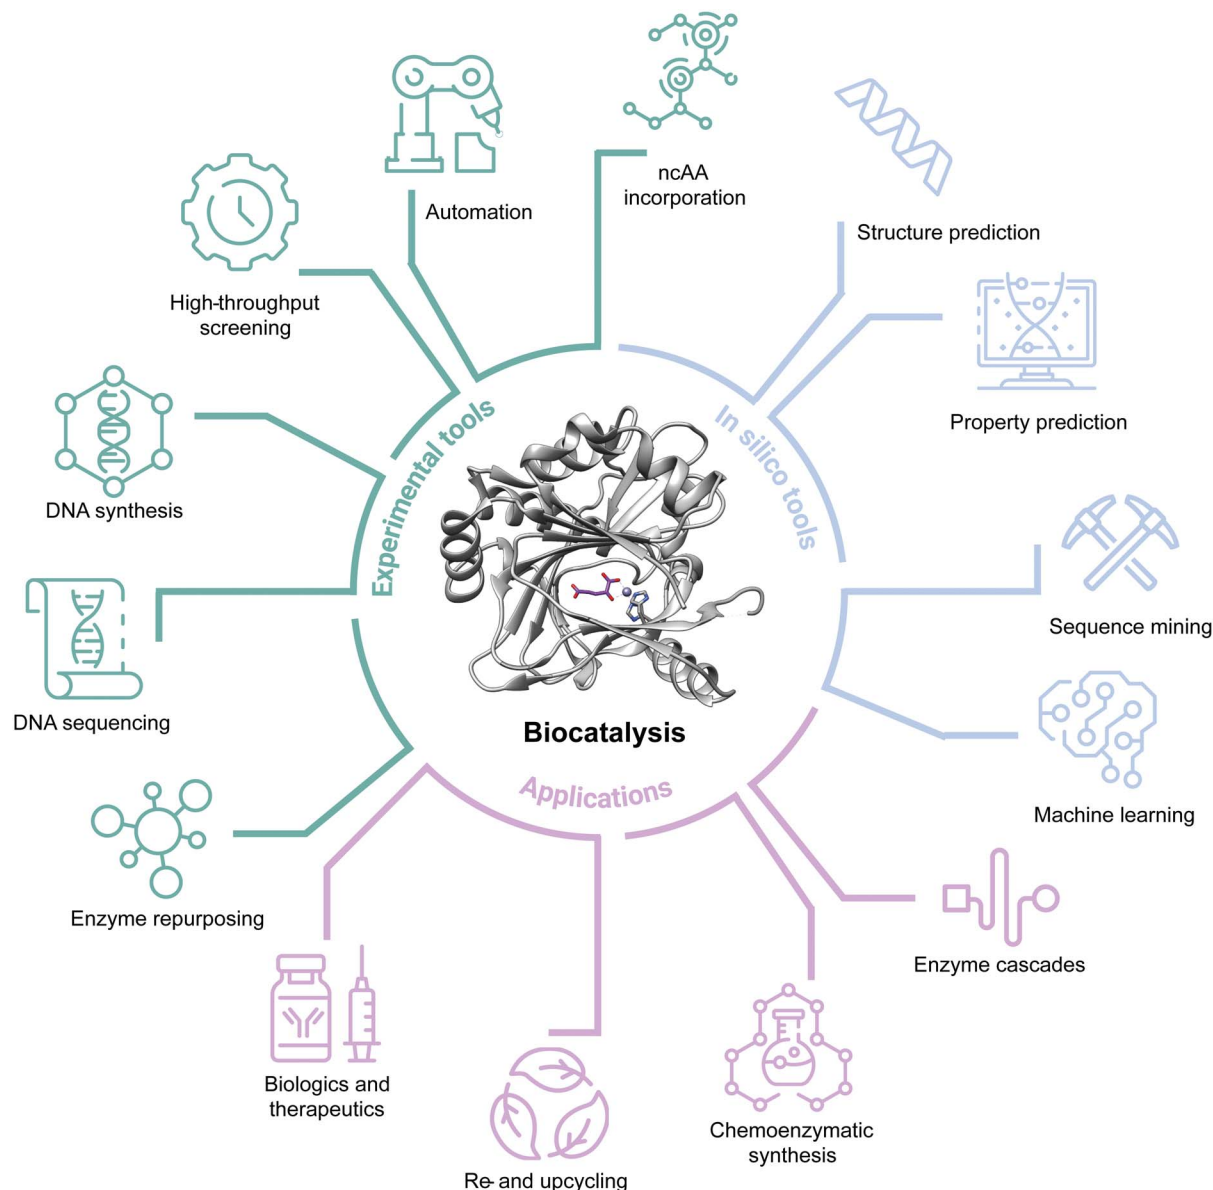 ncAA
incorporation
Automation
Structure prediction
High-throughput
screening
Property prediction
DNA synthesis
Experimental tools
In silico tools
Sequence mining
DNA sequencing
Biocatalysis
Applications
Machine learning
Enzyme repurposing
Enzyme cascades
Biologics and
therapeutics
Chemoenzymatic
synthesis
Re- and upcycling